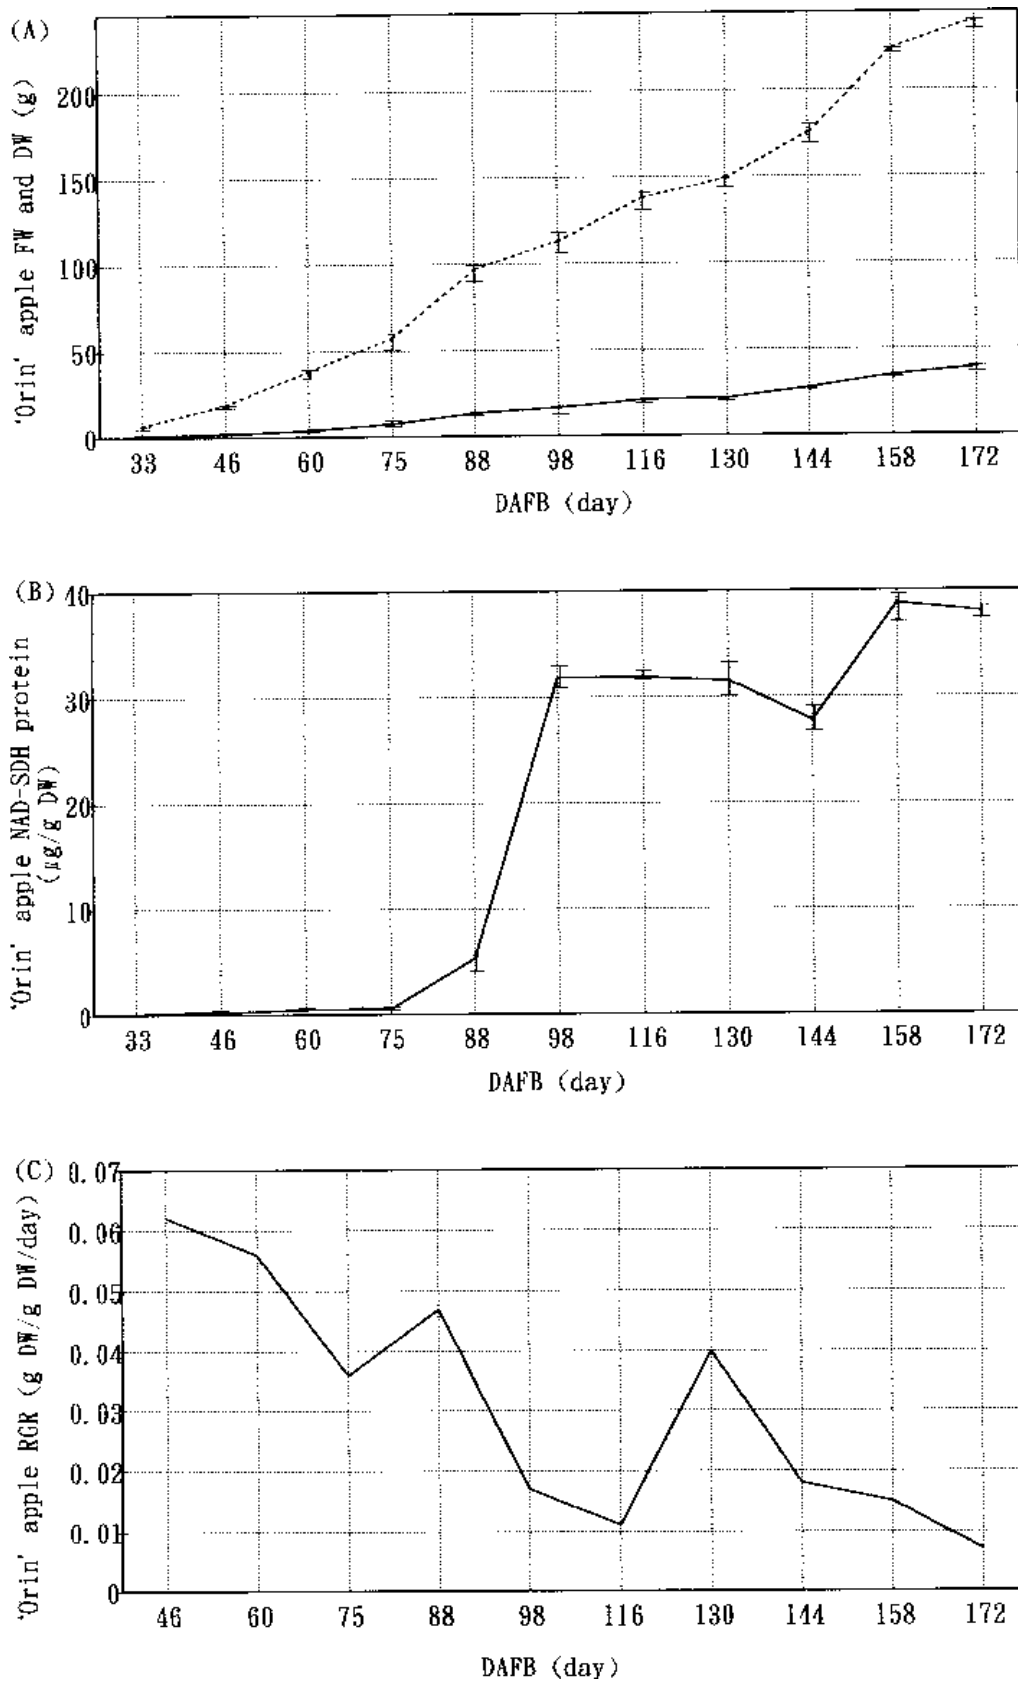 (A)
'Orin' apple FW and DW (g)
200
150
100
50
0
33 46 60 75 88 98 116 130 144 158 172
DAFB (day)
(B)
'Orin' apple NAD-SDH protein
(μg/g DW)
40
30
20
10
0
33 46 60 75 88 98 116 130 144 158 172
DAFB (day)
(C)
'Orin' apple RGR (g DW/g DW/day)
0.07
0.06
0.05
0.04
0.03
0.02
0.01
0
46 60 75 88 98 116 130 144 158 172
DAFB (day)